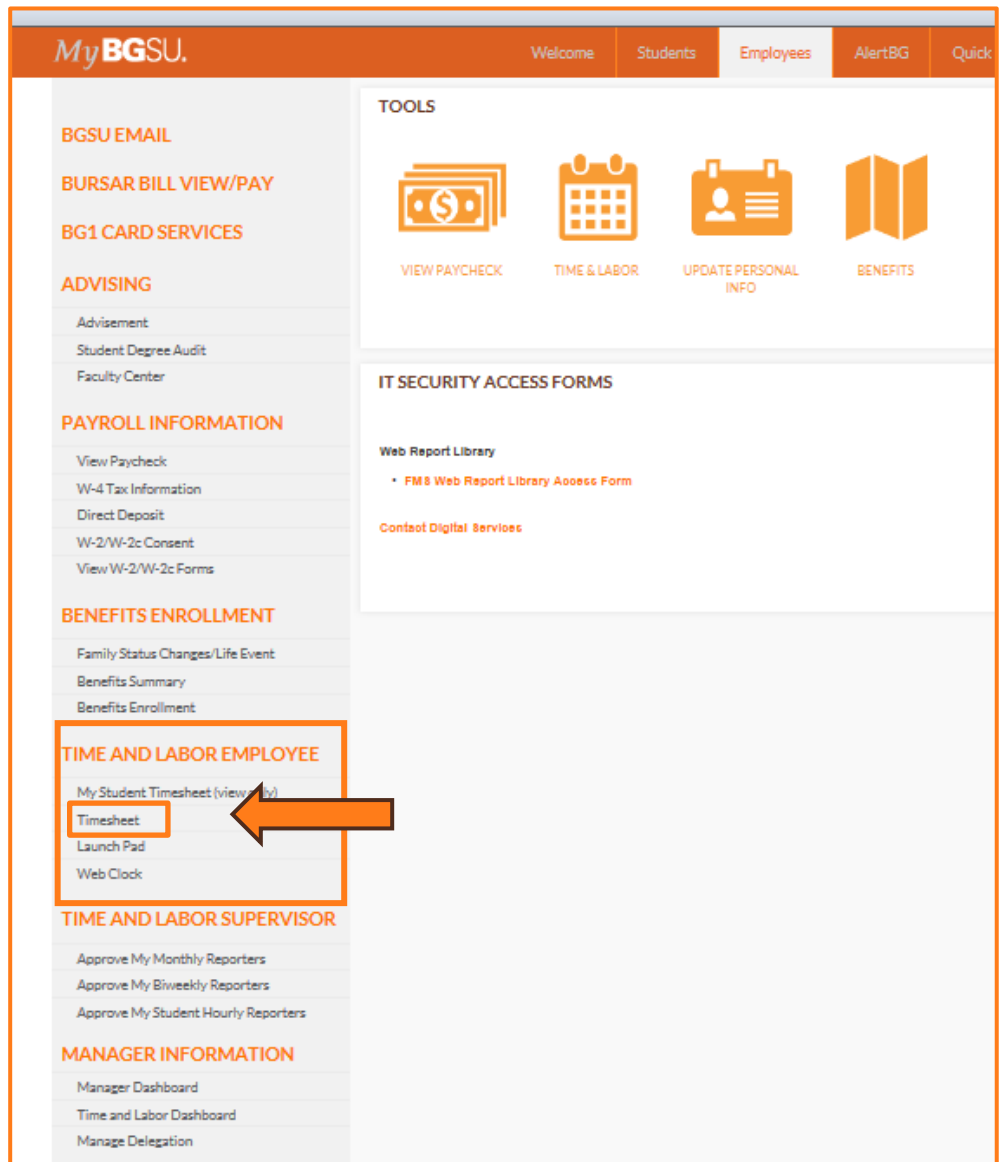 MyBGSU.
Welcome
Students
Employees
AlertBG
Quick
BGSU EMAIL
BURSAR BILL VIEW/PAY
BG1 CARD SERVICES
ADVISING
Advisement
Student Degree Audit
Faculty Center
PAYROLL INFORMATION
View Paycheck
W-4 Tax Information
Direct Deposit
W-2/W-2c Consent
View W-2/W-2c Forms
BENEFITS ENROLLMENT
Family Status Changes/Life Event
Benefits Summary
Benefits Enrollment
TIME AND LABOR EMPLOYEE
My Student Timesheet (view only)
Timesheet
Launch Pad
Web Clock
TIME AND LABOR SUPERVISOR
Approve My Monthly Reporters
Approve My Biweekly Reporters
Approve My Student Hourly Reporters
MANAGER INFORMATION
Manager Dashboard
Time and Labor Dashboard
Manage Delegation
TOOLS
VIEW PAYCHECK
TIME & LABOR
UPDATE PERSONAL
INFO
BENEFITS
IT SECURITY ACCESS FORMS
Web Report Library
• FMS Web Report Library Access Form
Contact Digital Services